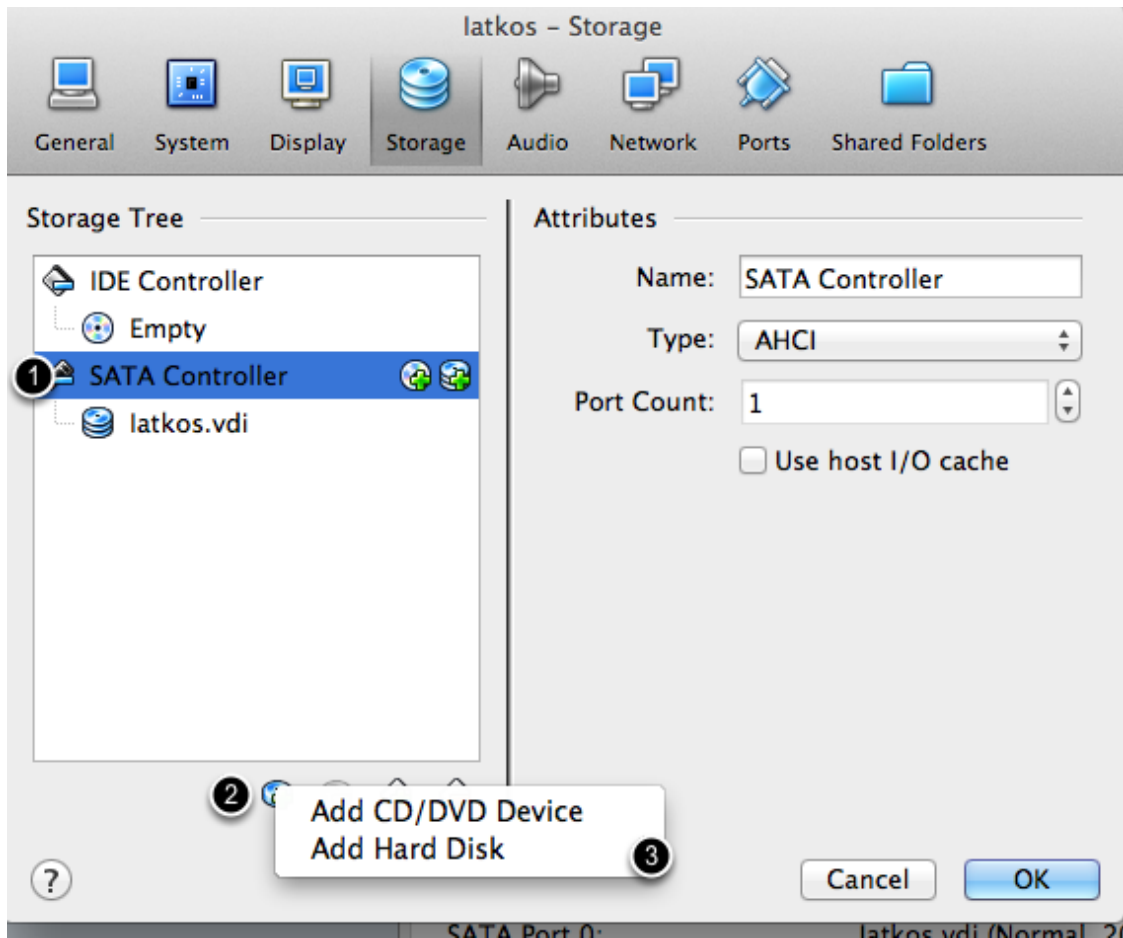 latkos – Storage
General System Display Storage Audio Network Ports Shared Folders
Storage Tree
IDE Controller
Empty
1 SATA Controller
latkos.vdi
2
Add CD/DVD Device
Add Hard Disk
3
Attributes
Name: SATA Controller
Type: AHCI
Port Count: 1
Use host I/O cache
? Cancel OK
SATA Port 0: latkos.vdi (Normal,